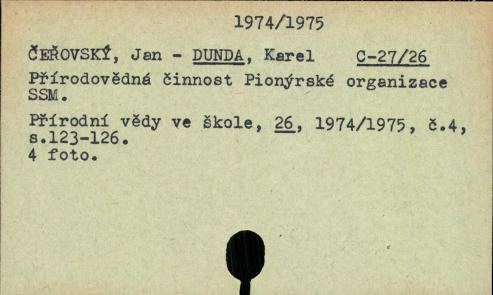 1974/1975
ČEŘOVSKÝ, Jan - DUNDA, Karel C-27/26
Přírodovědná činnost Pionýrské organizace
SSM.
Přírodní vědy ve škole, 26, 1974/1975, č.4,
s.123-126.
4 foto.